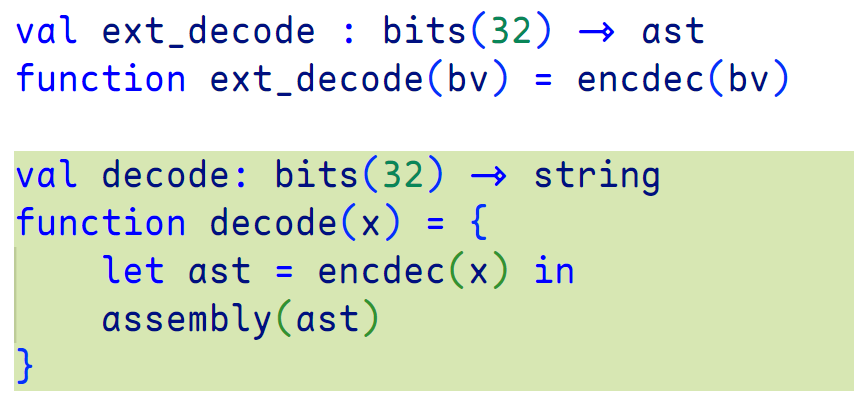 val ext_decode : bits(32) -> ast
function ext_decode(bv) = encdec(bv)
val decode: bits(32) -> string
function decode(x) = {
let ast = encdec(x) in
assembly(ast)
}